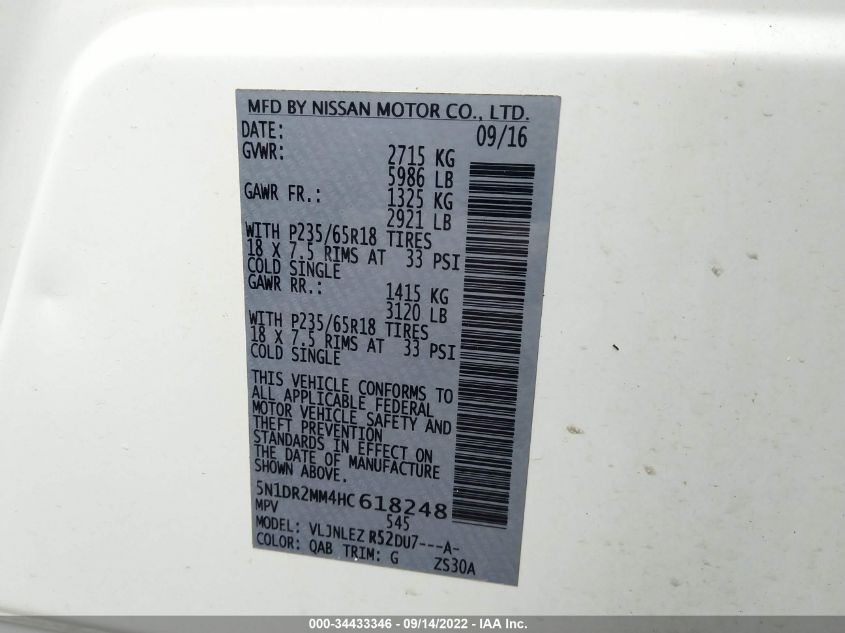 MFD BY NISSAN MOTOR CO., LTD.
DATE: 09/16
GVWR: 2715 KG
5986 LB
GAWR FR.: 1325 KG
2921 LB
WITH P235/65R18 TIRES
18 X 7.5 RIMS AT 33 PSI
COLD SINGLE
GAWR RR.: 1415 KG
3120 LB
WITH P235/65R18 TIRES
18 X 7.5 RIMS AT 33 PSI
COLD SINGLE
THIS VEHICLE CONFORMS TO
ALL APPLICABLE FEDERAL
MOTOR VEHICLE SAFETY AND
THEFT PREVENTION
STANDARDS IN EFFECT ON
THE DATE OF MANUFACTURE
SHOWN ABOVE.
5N1DR2MM4HC618248
MPV 545
MODEL: VLJNLEZ R52DU7---A-
COLOR: QAB TRIM: G ZS30A
000-34433346 - 09/14/2022 - IAA Inc.